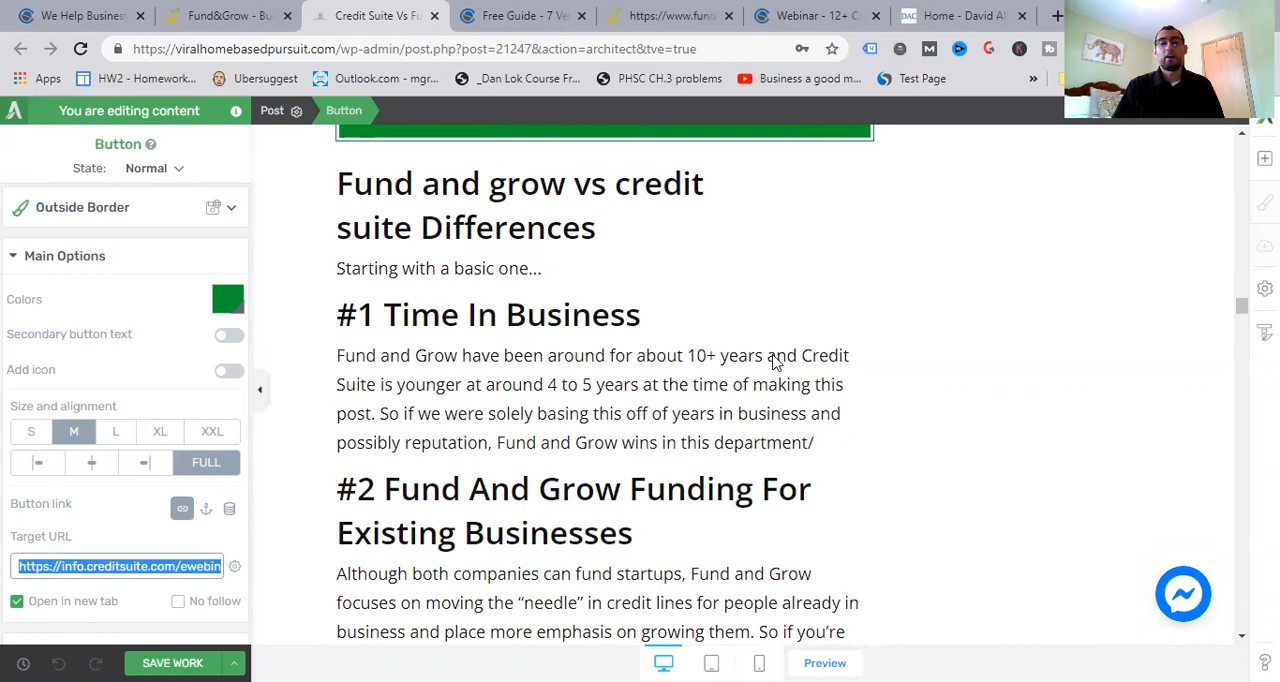 We Help Business
Fund&Grow - Bu
Credit Suite Vs Fu
Free Guide - 7 Ve
https://www.fun
Webinar - 12+ C
DAC
Home - David Al
https://viralhomebasedpursuit.com/wp-admin/post.php?post=21247&action=architect&tve=true
Apps
HW2 - Homework...
Ubersuggest
Outlook.com - mgr...
_Dan Lok Course Fr...
PHSC CH.3 problems
Business a good m...
Test Page
You are editing content
Post
Button
Button
State: Normal
Outside Border
Main Options
Colors
Secondary button text
Add icon
Size and alignment
S M L XL XXL
FULL
Button link
Target URL
https://info.creditsuite.com/ewebin
Open in new tab
No follow
SAVE WORK
Fund and grow vs credit
suite Differences
Starting with a basic one...
#1 Time In Business
Fund and Grow have been around for about 10+ years and Credit
Suite is younger at around 4 to 5 years at the time of making this
post. So if we were solely basing this off of years in business and
possibly reputation, Fund and Grow wins in this department/
#2 Fund And Grow Funding For
Existing Businesses
Although both companies can fund startups, Fund and Grow
focuses on moving the “needle” in credit lines for people already in
business and place more emphasis on growing them. So if you’re
Preview